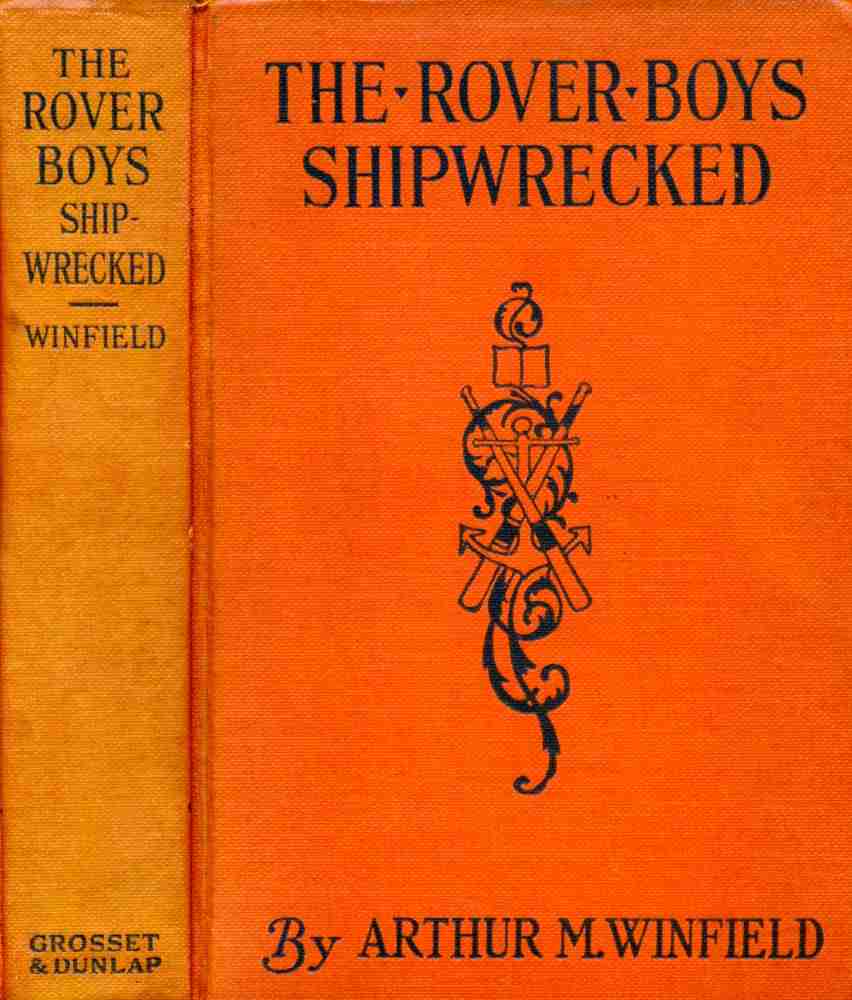 THE
ROVER
BOYS
SHIP-
WRECKED
WINFIELD
GROSSET
& DUNLAP
THE ▾ ROVER ▾ BOYS
SHIPWRECKED
By ARTHUR M. WINFIELD